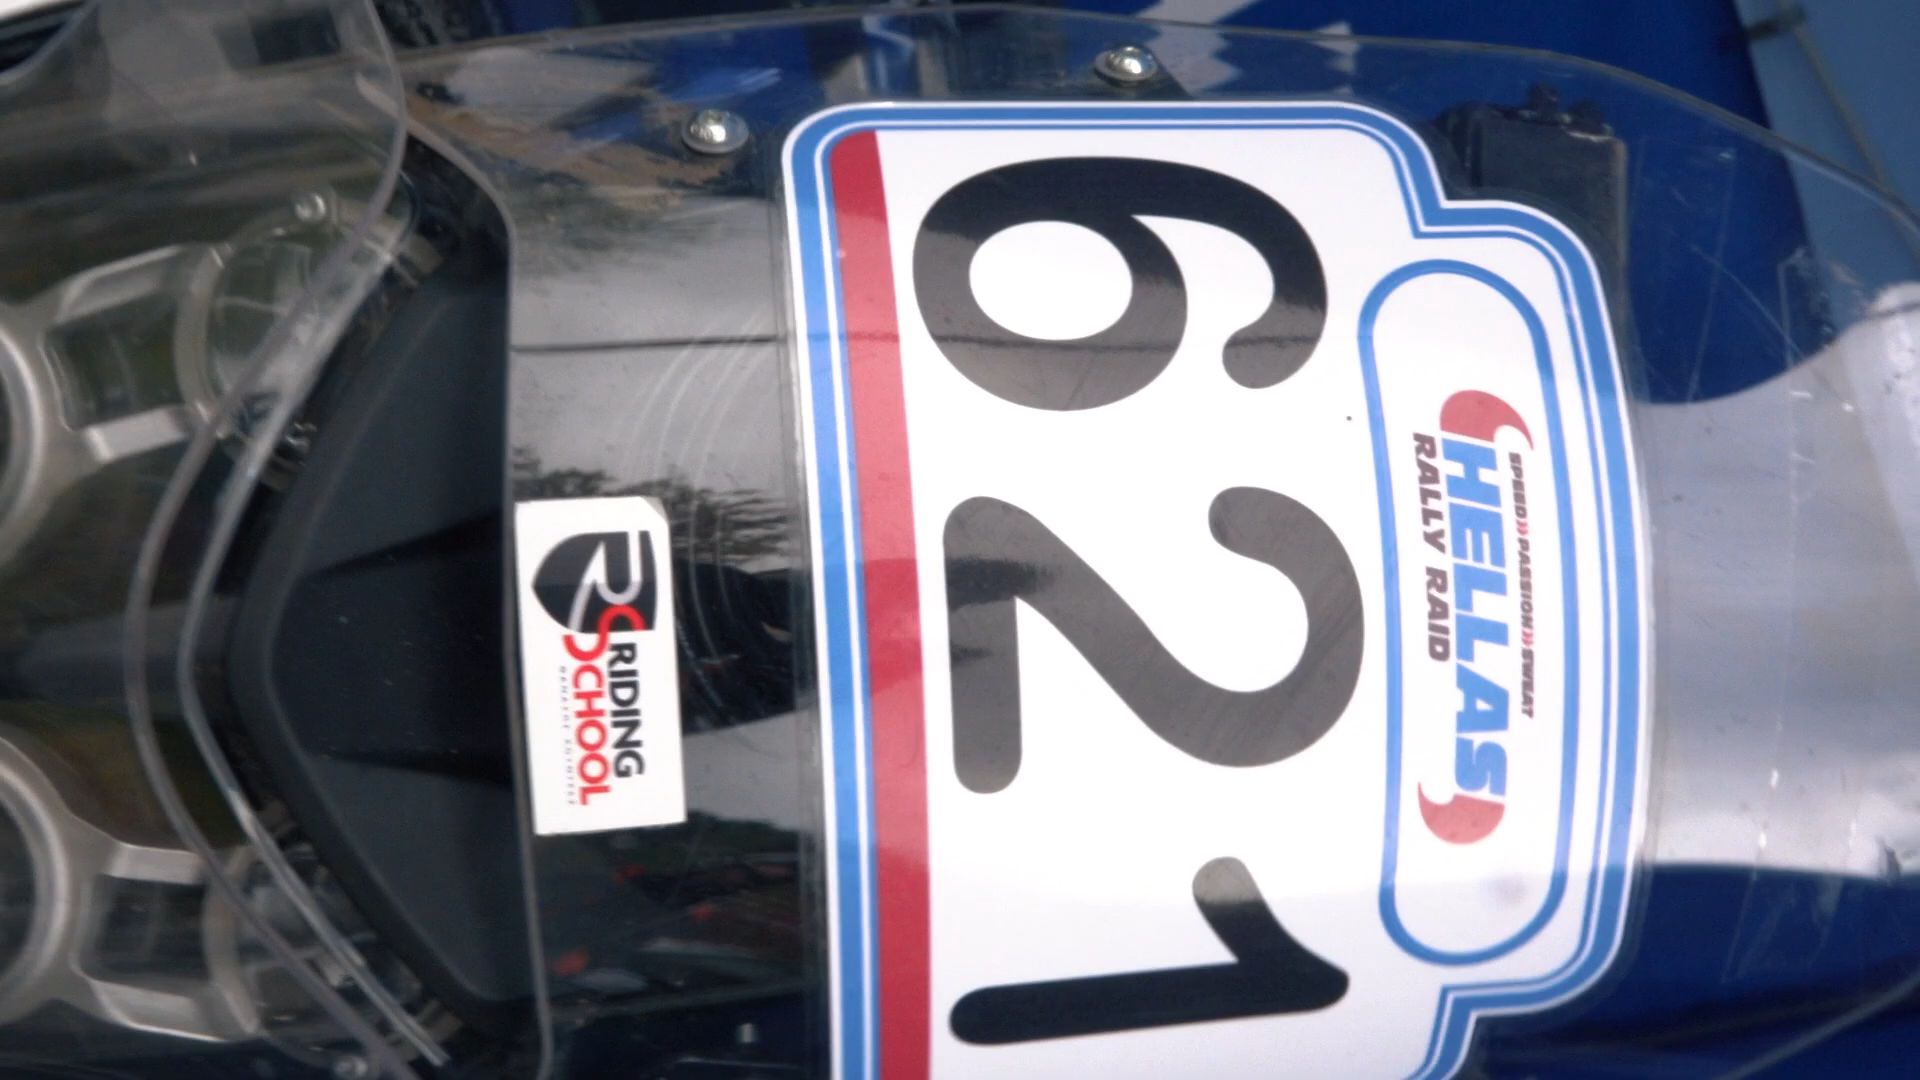 SPEED»PASSION»SWEAT
HELLAS
RALLY RAID
621
RIDING
SCHOOL